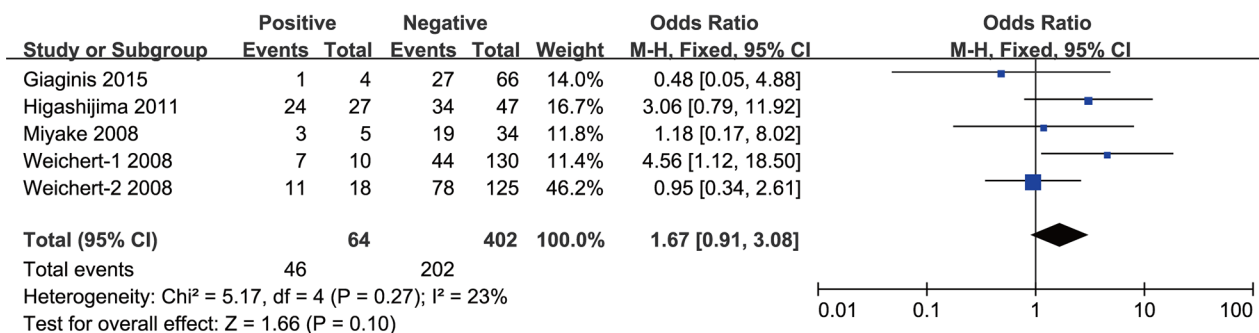 Positive Negative Odds Ratio Odds Ratio
Study or Subgroup Events Total Events Total Weight M-H, Fixed, 95% CI M-H, Fixed, 95% CI
Giaginis 2015 1 4 27 66 14.0% 0.48 [0.05, 4.88]
Higashijima 2011 24 27 34 47 16.7% 3.06 [0.79, 11.92]
Miyake 2008 3 5 19 34 11.8% 1.18 [0.17, 8.02]
Weichert-1 2008 7 10 44 130 11.4% 4.56 [1.12, 18.50]
Weichert-2 2008 11 18 78 125 46.2% 0.95 [0.34, 2.61]
Total (95% CI) 64 402 100.0% 1.67 [0.91, 3.08]
Total events 46 202
Heterogeneity: Chi² = 5.17, df = 4 (P = 0.27); I² = 23%
Test for overall effect: Z = 1.66 (P = 0.10)
0.01 0.1 1 10 100